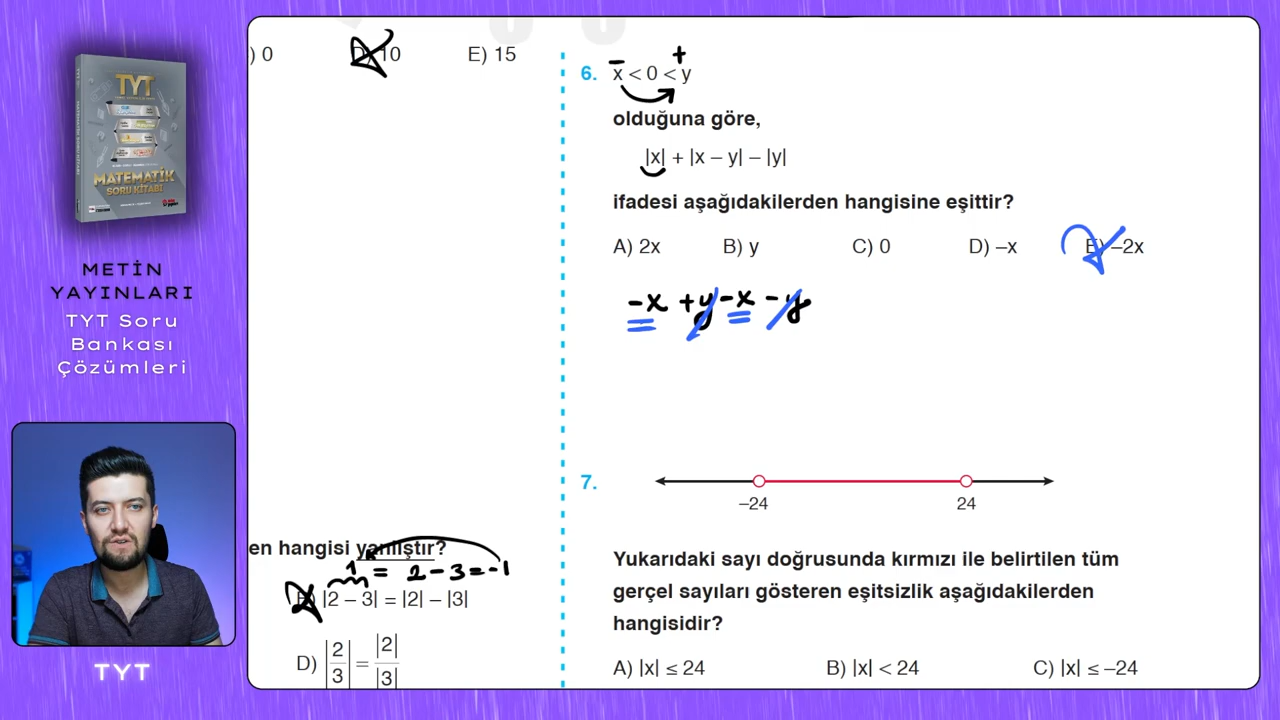 TYT
MATEMATİK
SORU KİTABI
METİN
YAYINLARI
TYT Soru
Bankası
Çözümleri
TYT
) 0
D) 10
E) 15
en hangisi yanlıştır?
1 = 2 - 3 = -1
|2 – 3| = |2| – |3|
D) |2/3| = |2|/|3|
6. x < 0 < y
- +
olduğuna göre,
|x| + |x – y| – |y|
ifadesi aşağıdakilerden hangisine eşittir?
A) 2x B) y C) 0 D) –x E) –2x
-x +y -x -y
7.
–24 24
Yukarıdaki sayı doğrusunda kırmızı ile belirtilen tüm
gerçel sayıları gösteren eşitsizlik aşağıdakilerden
hangisidir?
A) |x| ≤ 24 B) |x| < 24 C) |x| ≤ –24